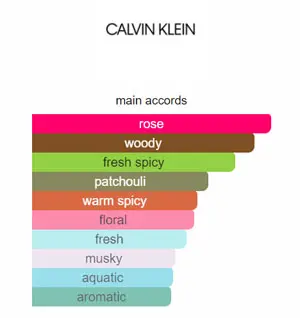 CALVIN KLEIN
main accords
rose
woody
fresh spicy
patchouli
warm spicy
floral
fresh
musky
aquatic
aromatic